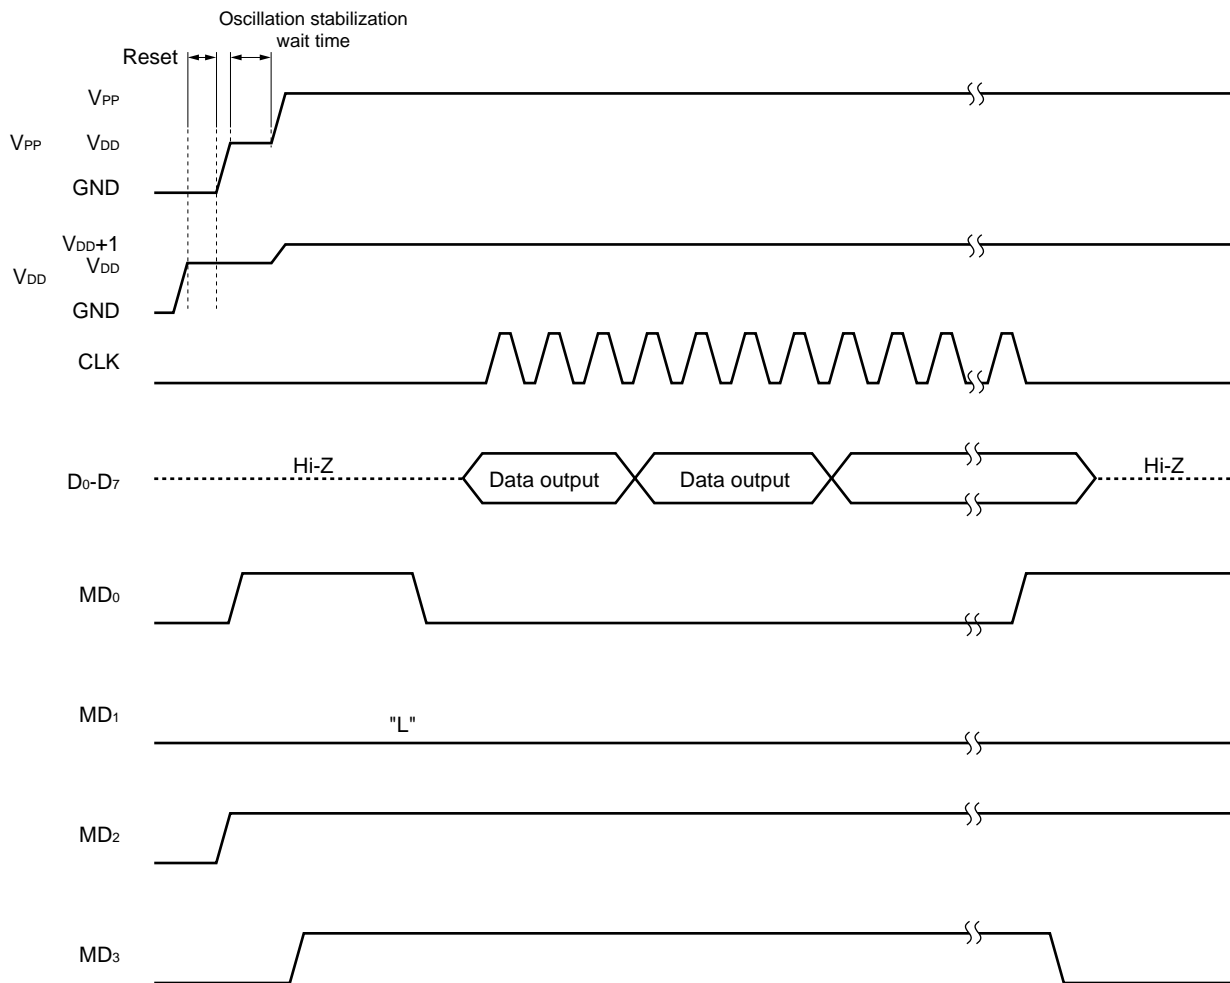 Oscillation stabilization
wait time
Reset
VPP
VPP VDD
GND
VDD+1
VDD VDD
GND
CLK
D0-D7 Hi-Z Data output Data output Hi-Z
MD0
MD1 "L"
MD2
MD3